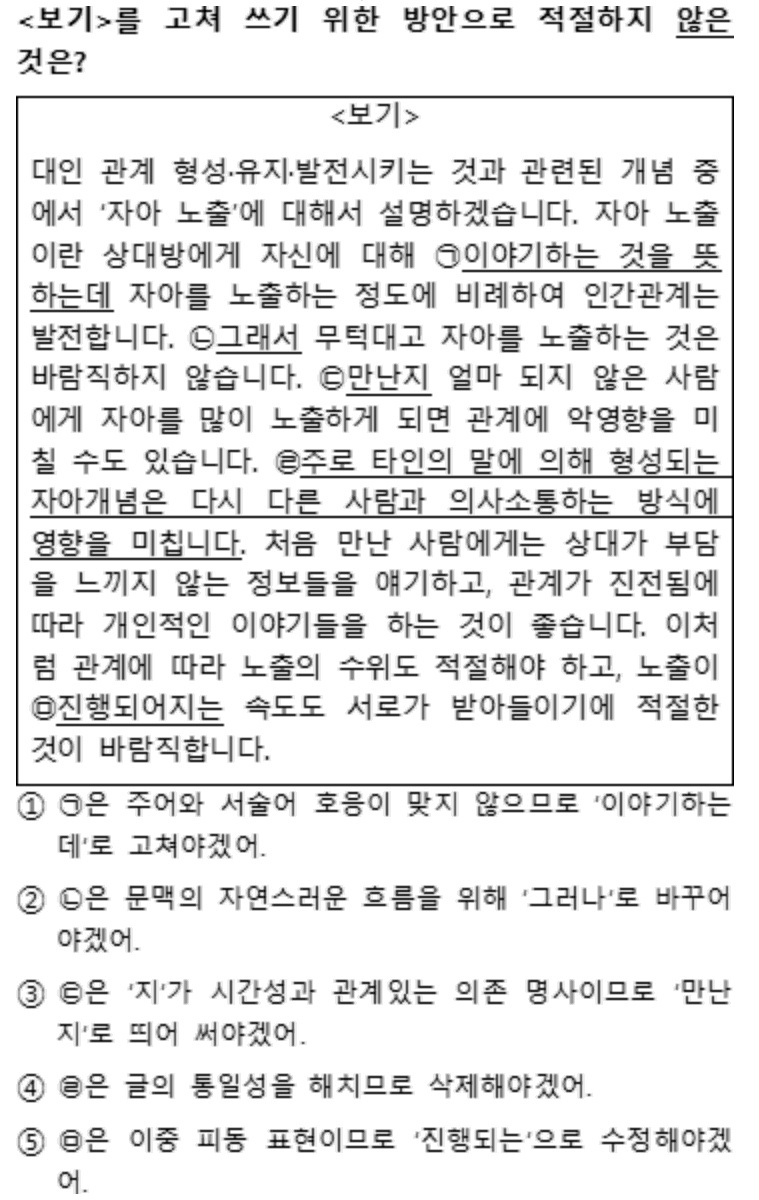 <보기>를 고쳐 쓰기 위한 방안으로 적절하지 않은
것은?
<보기>
대인 관계 형성·유지·발전시키는 것과 관련된 개념 중
에서 '자아 노출'에 대해서 설명하겠습니다. 자아 노출
이란 상대방에게 자신에 대해 ㉠이야기하는 것을 뜻
하는데 자아를 노출하는 정도에 비례하여 인간관계는
발전합니다. ㉡그래서 무턱대고 자아를 노출하는 것은
바람직하지 않습니다. ㉢만난지 얼마 되지 않은 사람
에게 자아를 많이 노출하게 되면 관계에 악영향을 미
칠 수도 있습니다. ㉣주로 타인의 말에 의해 형성되는
자아개념은 다시 다른 사람과 의사소통하는 방식에
영향을 미칩니다. 처음 만난 사람에게는 상대가 부담
을 느끼지 않는 정보들을 얘기하고, 관계가 진전됨에
따라 개인적인 이야기들을 하는 것이 좋습니다. 이처
럼 관계에 따라 노출의 수위도 적절해야 하고, 노출이
㉤진행되어지는 속도도 서로가 받아들이기에 적절한
것이 바람직합니다.
① ㉠은 주어와 서술어 호응이 맞지 않으므로 '이야기하는
데'로 고쳐야겠어.
② ㉡은 문맥의 자연스러운 흐름을 위해 '그러나'로 바꾸어
야겠어.
③ ㉢은 '지'가 시간성과 관계있는 의존 명사이므로 '만난
지'로 띄어 써야겠어.
④ ㉣은 글의 통일성을 해치므로 삭제해야겠어.
⑤ ㉤은 이중 피동 표현이므로 '진행되는'으로 수정해야겠
어.